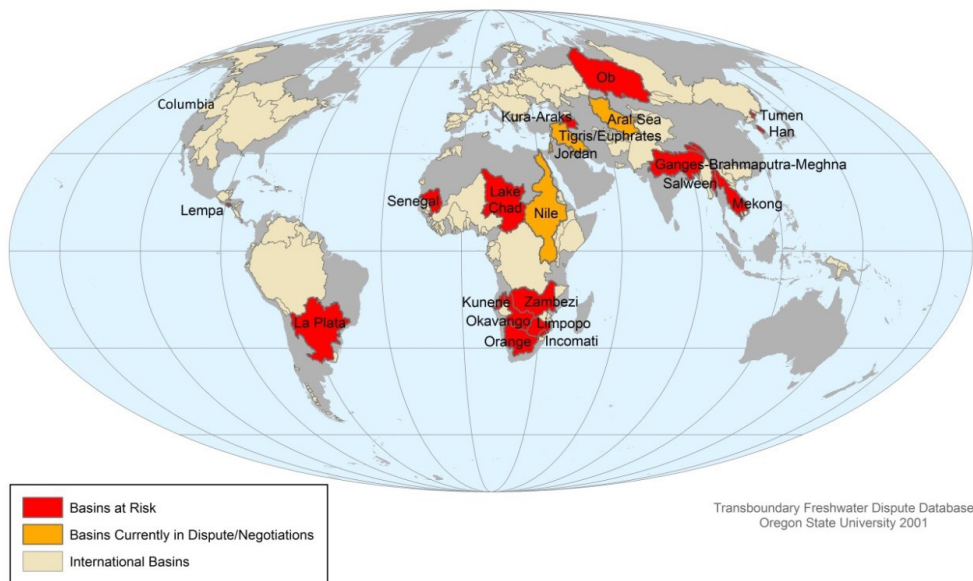 Ob
Columbia
Kura-Araks
Aral Sea
Tumen
Tigris/Euphrates
Han
Jordan
Ganges-Brahmaputra-Meghna
Salween
Lake
Chad
Senegal
Mekong
Lempa
Nile
Kunene
Zambezi
La Plata
Okavango
Limpopo
Orange
Incomati
Basins at Risk
Basins Currently in Dispute/Negotiations
International Basins
Transboundary Freshwater Dispute Database
Oregon State University 2001